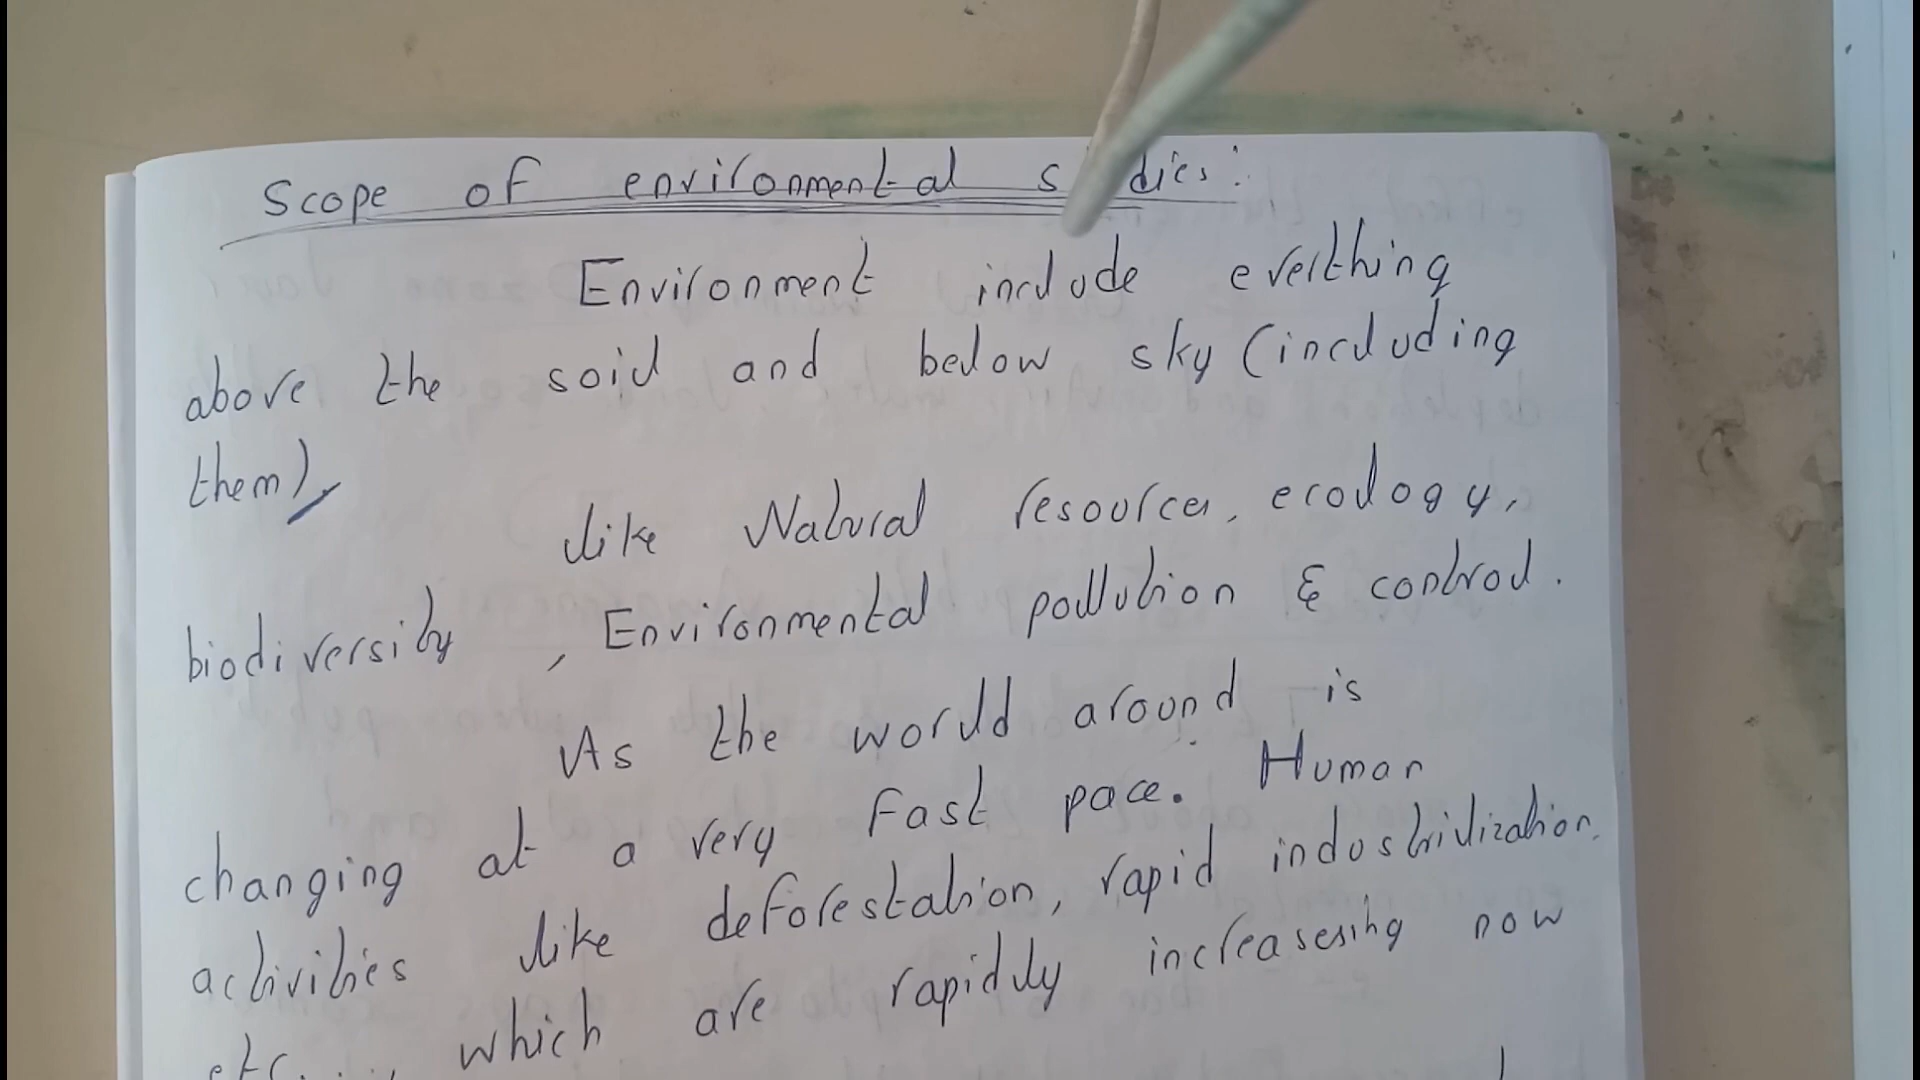 Scope of environmental s dies:
Environment include everthing
above the soil and below sky (including
them),
like Natural resources, ecology,
biodiversity, Environmental pollution & control.
As the world around is
changing at a very fast pace. Human
activities like deforestation, rapid industrilization,
etc...., which are rapidly increasesing now